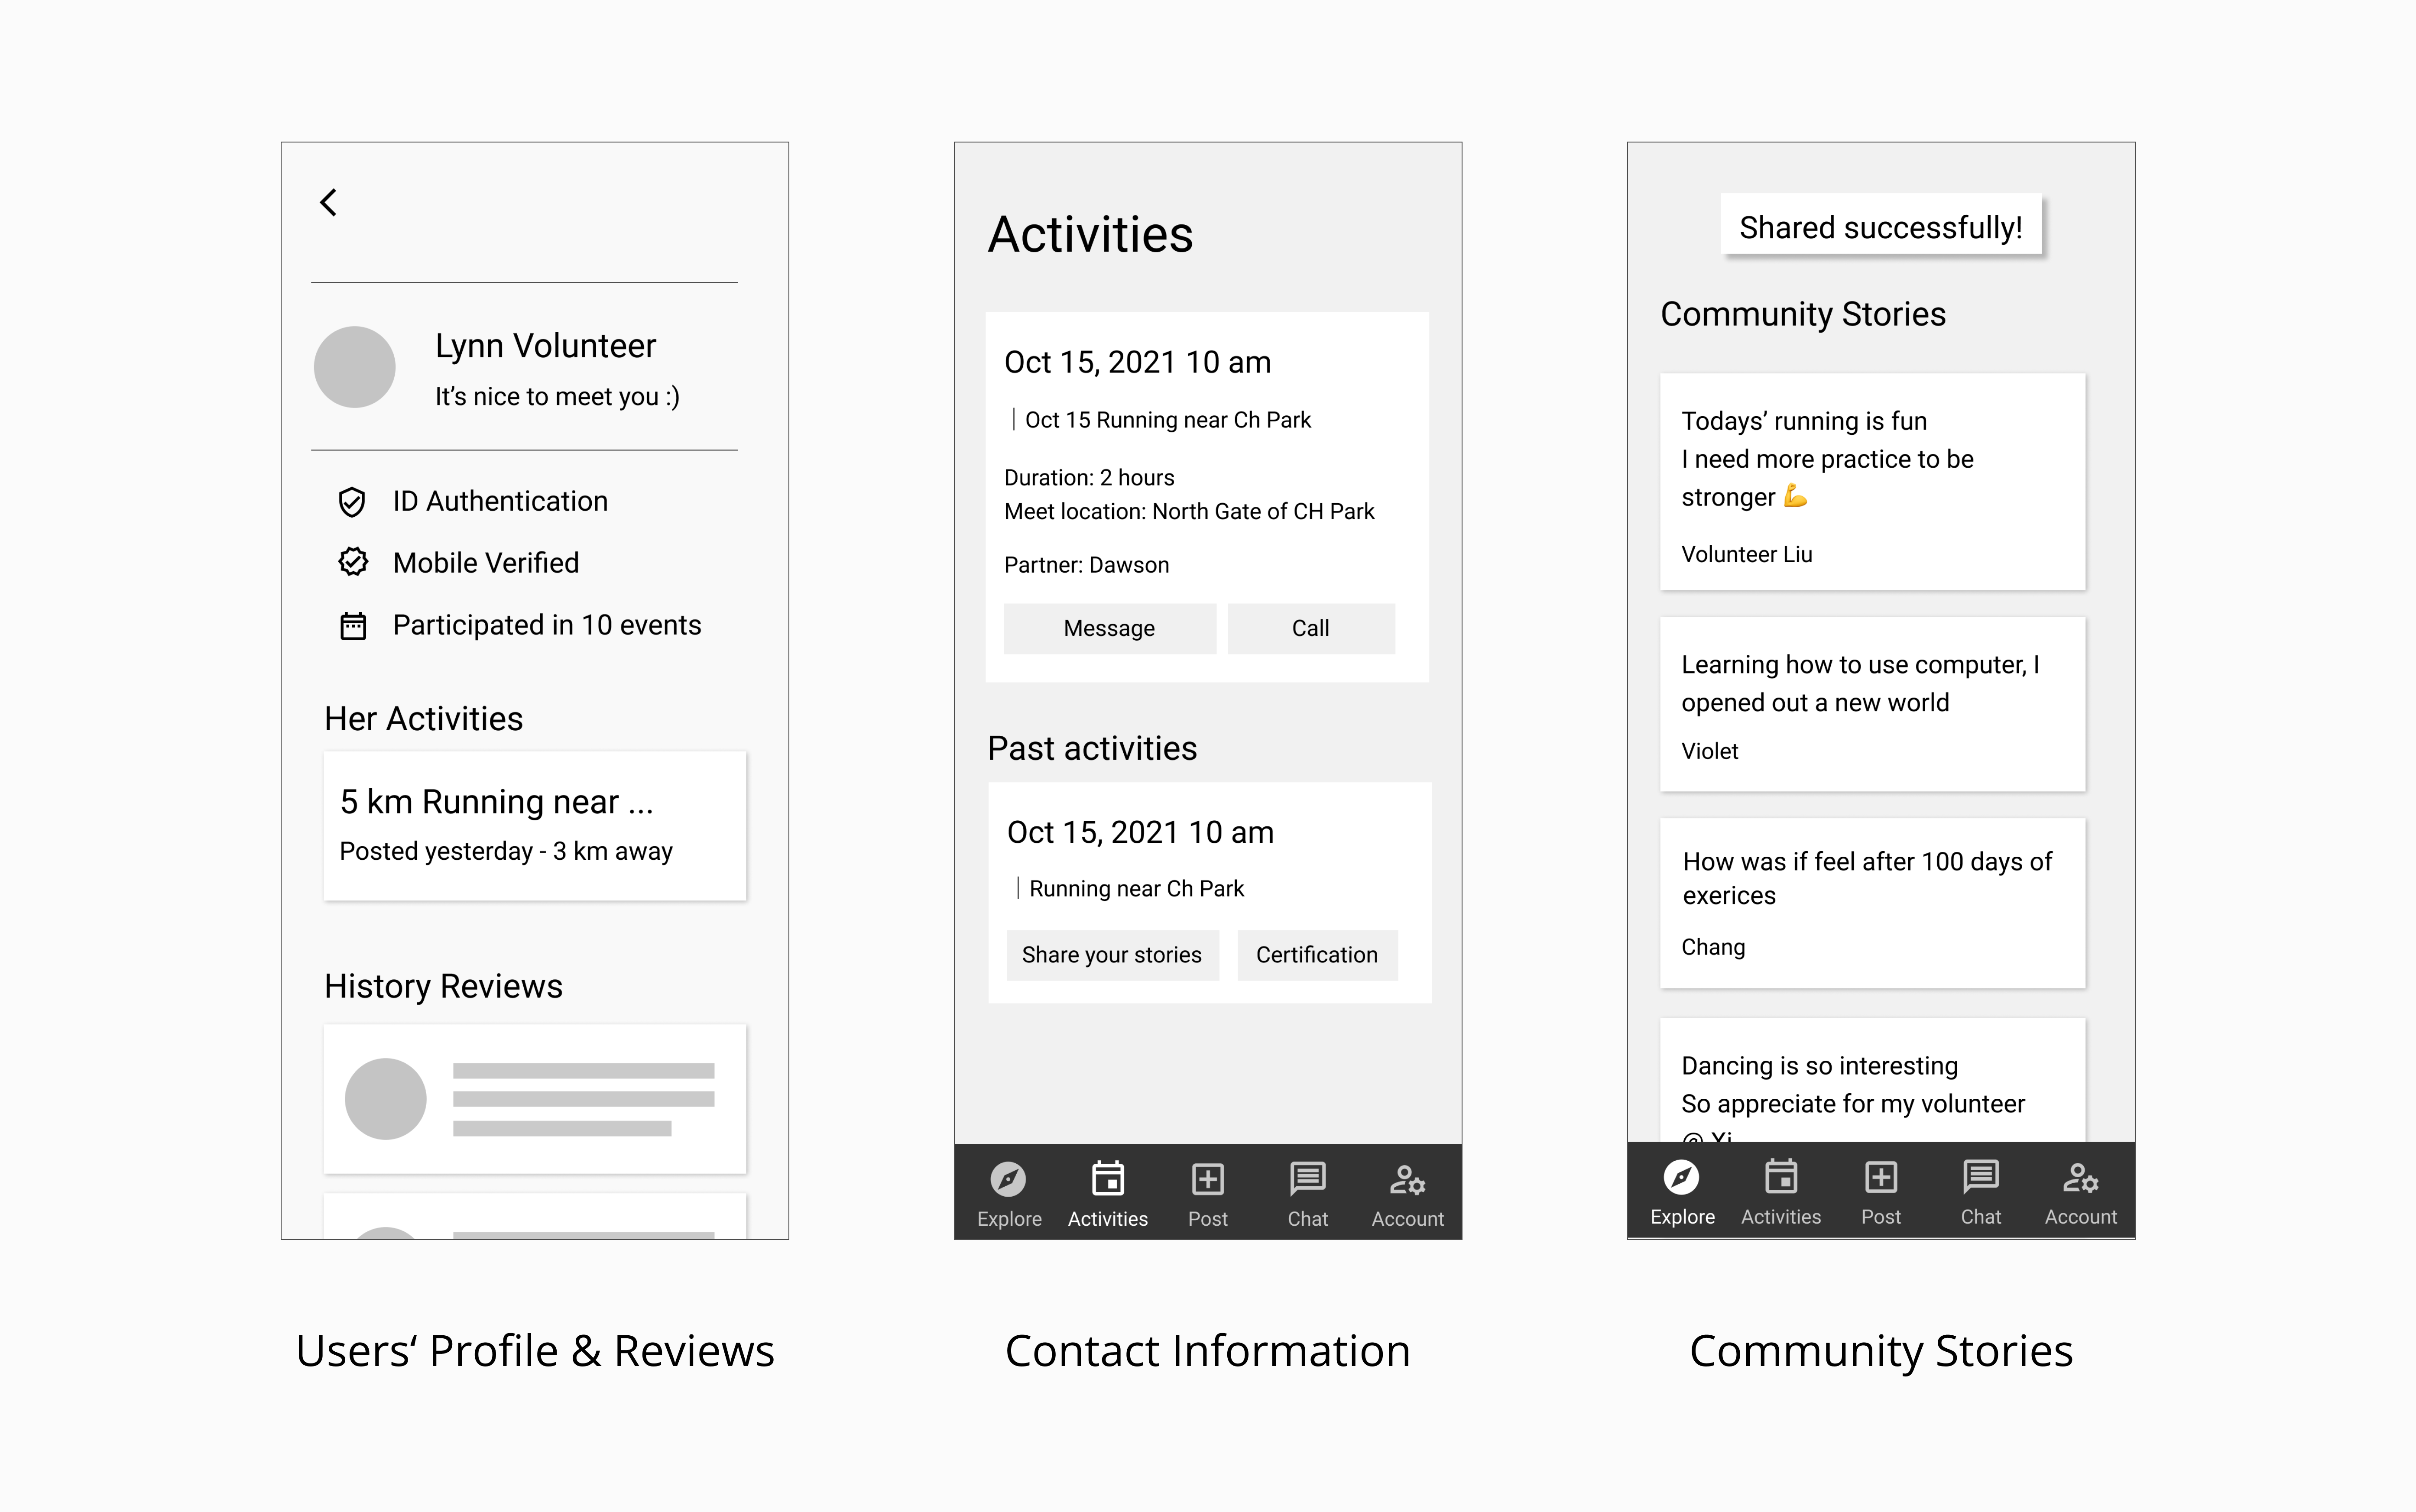 Lynn Volunteer
It’s nice to meet you :)
ID Authentication
Mobile Verified
Participated in 10 events
Her Activities
5 km Running near ...
Posted yesterday - 3 km away
History Reviews
Users‘ Profile & Reviews
Activities
Oct 15, 2021 10 am
Oct 15 Running near Ch Park
Duration: 2 hours
Meet location: North Gate of CH Park
Partner: Dawson
Message
Call
Past activities
Oct 15, 2021 10 am
Running near Ch Park
Share your stories
Certification
Explore
Activities
Post
Chat
Account
Contact Information
Shared successfully!
Community Stories
Todays’ running is fun
I need more practice to be
stronger 💪
Volunteer Liu
Learning how to use computer, I
opened out a new world
Violet
How was if feel after 100 days of
exerices
Chang
Dancing is so interesting
So appreciate for my volunteer
@ Xi
Explore
Activities
Post
Chat
Account
Community Stories